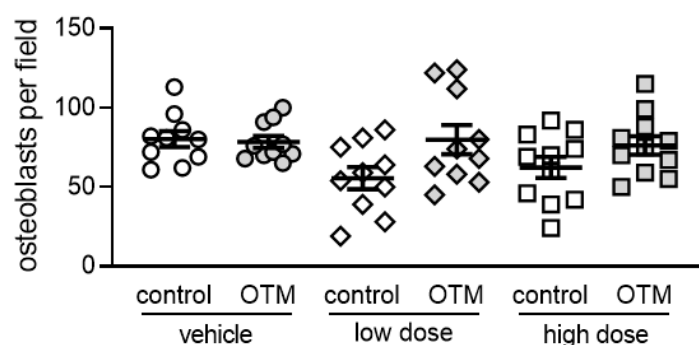 osteoblasts per field
150
100
50
0
control OTM control OTM control OTM
vehicle low dose high dose